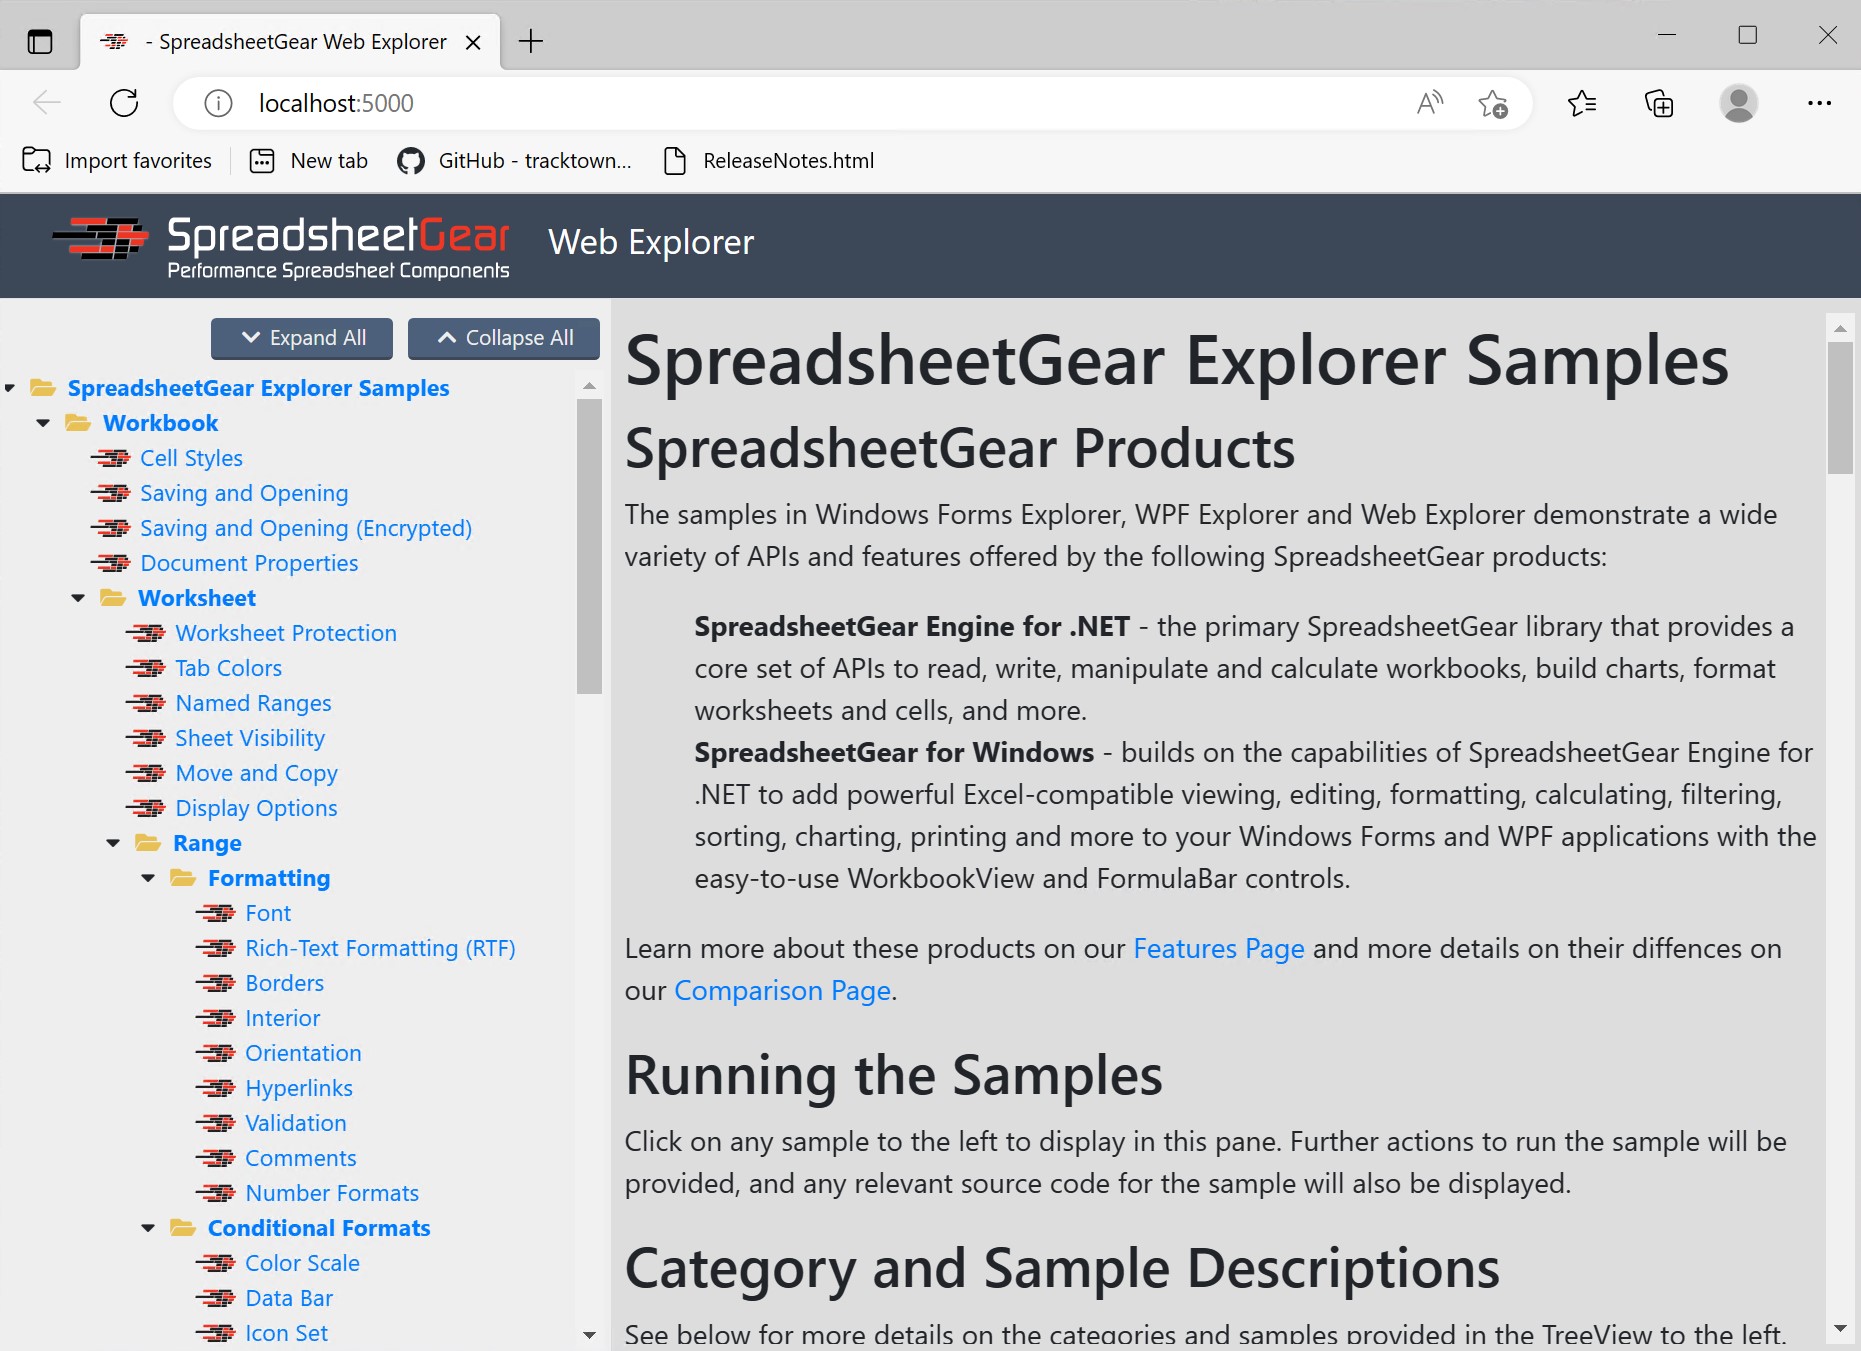 - SpreadsheetGear Web Explorer
localhost:5000
Import favorites
New tab
GitHub - tracktown...
ReleaseNotes.html
SpreadsheetGear
Performance Spreadsheet Components
Web Explorer
Expand All
Collapse All
SpreadsheetGear Explorer Samples
Workbook
Cell Styles
Saving and Opening
Saving and Opening (Encrypted)
Document Properties
Worksheet
Worksheet Protection
Tab Colors
Named Ranges
Sheet Visibility
Move and Copy
Display Options
Range
Formatting
Font
Rich-Text Formatting (RTF)
Borders
Interior
Orientation
Hyperlinks
Validation
Comments
Number Formats
Conditional Formats
Color Scale
Data Bar
Icon Set
SpreadsheetGear Explorer Samples
SpreadsheetGear Products
The samples in Windows Forms Explorer, WPF Explorer and Web Explorer demonstrate a wide
variety of APIs and features offered by the following SpreadsheetGear products:
SpreadsheetGear Engine for .NET - the primary SpreadsheetGear library that provides a
core set of APIs to read, write, manipulate and calculate workbooks, build charts, format
worksheets and cells, and more.
SpreadsheetGear for Windows - builds on the capabilities of SpreadsheetGear Engine for
.NET to add powerful Excel-compatible viewing, editing, formatting, calculating, filtering,
sorting, charting, printing and more to your Windows Forms and WPF applications with the
easy-to-use WorkbookView and FormulaBar controls.
Learn more about these products on our Features Page and more details on their diffences on
our Comparison Page.
Running the Samples
Click on any sample to the left to display in this pane. Further actions to run the sample will be
provided, and any relevant source code for the sample will also be displayed.
Category and Sample Descriptions
See below for more details on the categories and samples provided in the TreeView to the left.